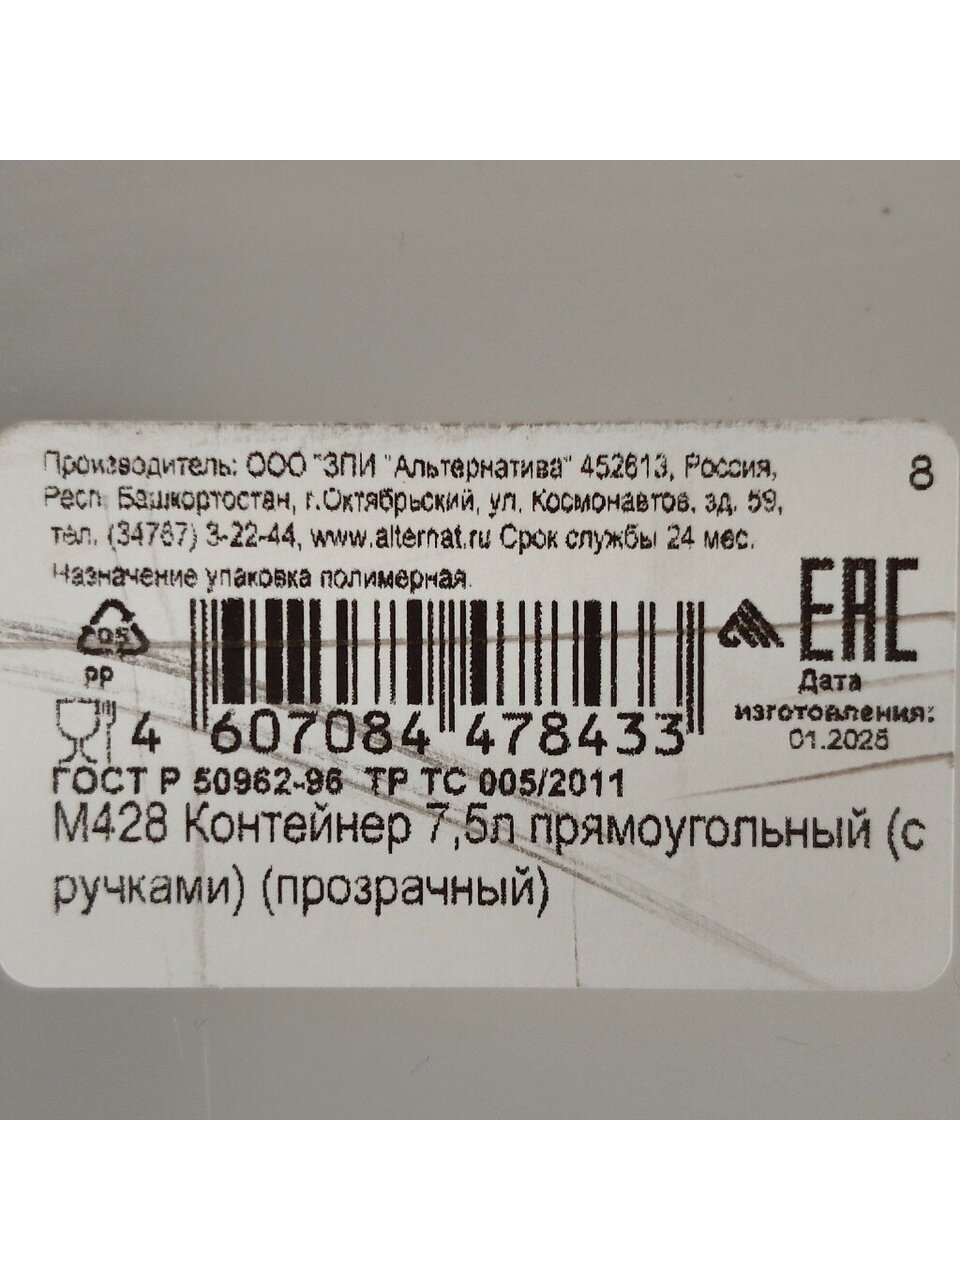 Производитель: ООО "ЗПИ "Альтернатива" 452613, Россия,
Респ. Башкортостан, г.Октябрьский, ул. Космонавтов, зд. 59,
тел. (34767) 3-22-44, www.alternat.ru Срок службы 24 мес.
Назначение упаковка полимерная.
8
EAC
05
PP
Дата
изготовления:
01.2025
4 607084 478433
ГОСТ Р 50962-96 ТР ТС 005/2011
М428 Контейнер 7,5л прямоугольный (с
ручками) (прозрачный)